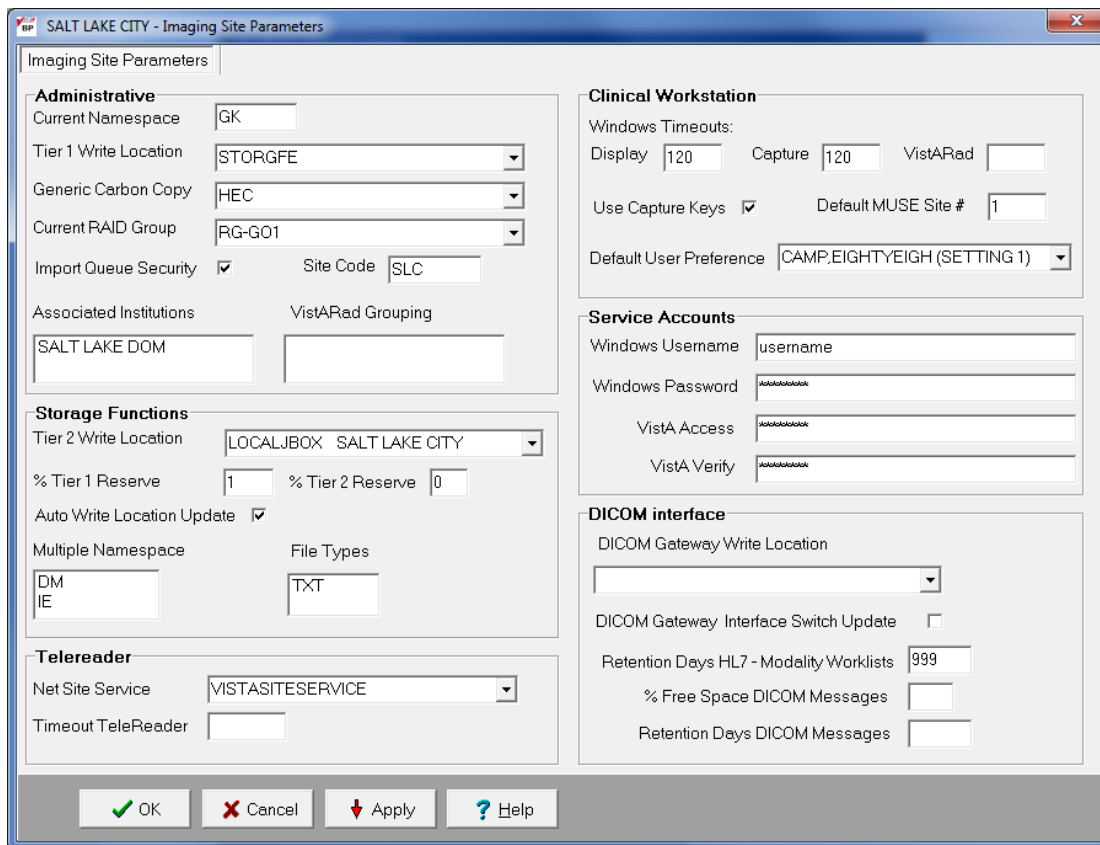 BP SALT LAKE CITY - Imaging Site Parameters
Imaging Site Parameters
Administrative
Current Namespace GK
Tier 1 Write Location STORGFE
Generic Carbon Copy HEC
Current RAID Group RG-GO1
Import Queue Security Site Code SLC
Associated Institutions VistARad Grouping
SALT LAKE DOM
Storage Functions
Tier 2 Write Location LOCALJBOX SALT LAKE CITY
% Tier 1 Reserve 1 % Tier 2 Reserve 0
Auto Write Location Update
Multiple Namespace File Types
DM TXT
IE
Telereader
Net Site Service VISTASITESERVICE
Timeout TeleReader
Clinical Workstation
Windows Timeouts:
Display 120 Capture 120 VistARad
Use Capture Keys Default MUSE Site # 1
Default User Preference CAMP,EIGHTYEIGH (SETTING 1)
Service Accounts
Windows Username username
Windows Password *********
VistA Access *********
VistA Verify *********
DICOM interface
DICOM Gateway Write Location
DICOM Gateway Interface Switch Update
Retention Days HL7 - Modality Worklists 999
% Free Space DICOM Messages
Retention Days DICOM Messages
OK Cancel Apply ? Help